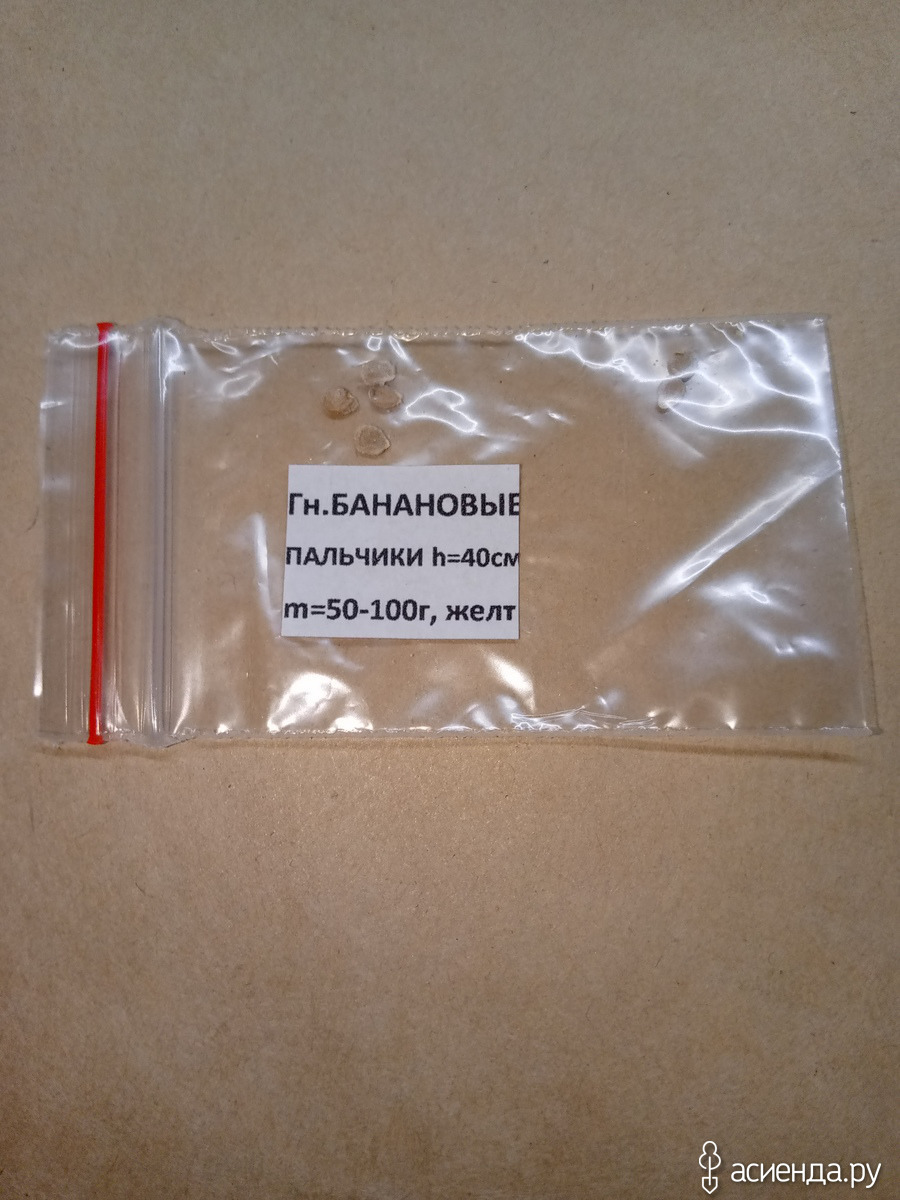 Гн.БАНАНОВЫЕ
ПАЛЬЧИКИ h=40см
m=50-100г, желт
асиенда.ру